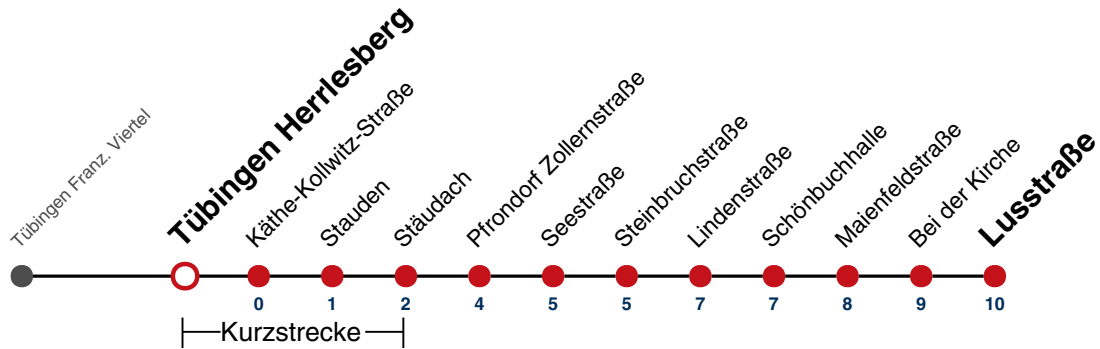 Tübingen Franz. Viertel
Tübingen Herrlesberg
Käthe-Kollwitz-Straße
Stauden
Stäudach
Pfrondorf Zollernstraße
Seestraße
Steinbruchstraße
Lindenstraße
Schönbuchhalle
Maienfeldstraße
Bei der Kirche
Lusstraße
0 1 2 4 5 5 7 7 8 9 10
Kurzstrecke